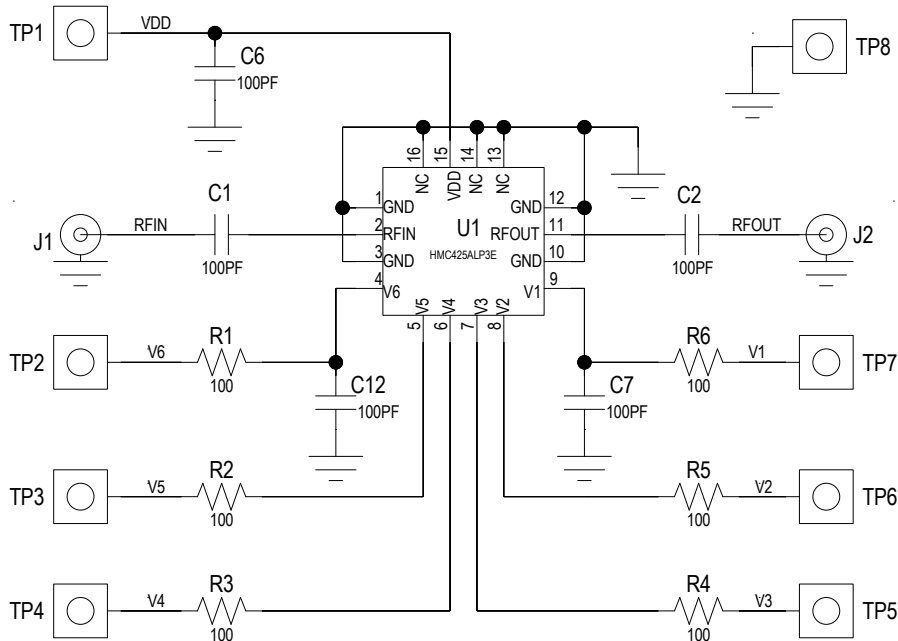 TP1
VDD
C6
100PF
TP8
16
15
14
13
NC
VDD
NC
NC
C1
1
GND
U1
12
GND
C2
J1
RFIN
2
RFIN
11
RFOUT
RFOUT
J2
100PF
3
GND
HMC425ALP3E
10
GND
100PF
4
V6
9
V1
V5
V4
V3
V2
5
6
7
8
TP2
V6
R1
100
R6
100
V1
TP7
C12
100PF
C7
100PF
TP3
V5
R2
100
R5
100
V2
TP6
TP4
V4
R3
100
R4
100
V3
TP5